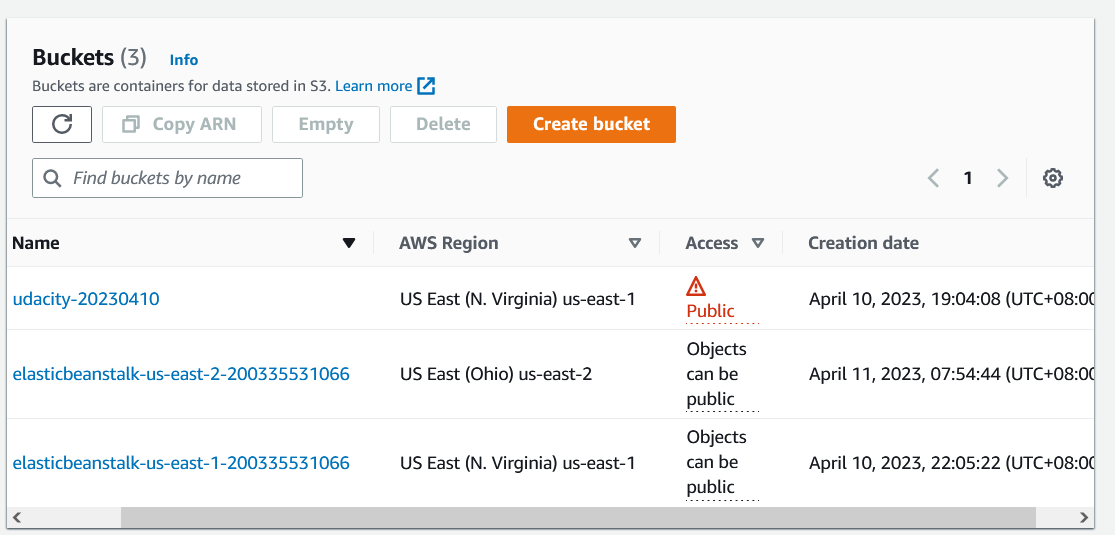 Buckets (3) Info
Buckets are containers for data stored in S3. Learn more
Copy ARN Empty Delete Create bucket
Find buckets by name 1
Name AWS Region Access Creation date
udacity-20230410 US East (N. Virginia) us-east-1 Public April 10, 2023, 19:04:08 (UTC+08:00
elasticbeanstalk-us-east-2-200335531066 US East (Ohio) us-east-2 Objects can be public April 11, 2023, 07:54:44 (UTC+08:00
elasticbeanstalk-us-east-1-200335531066 US East (N. Virginia) us-east-1 Objects can be public April 10, 2023, 22:05:22 (UTC+08:00